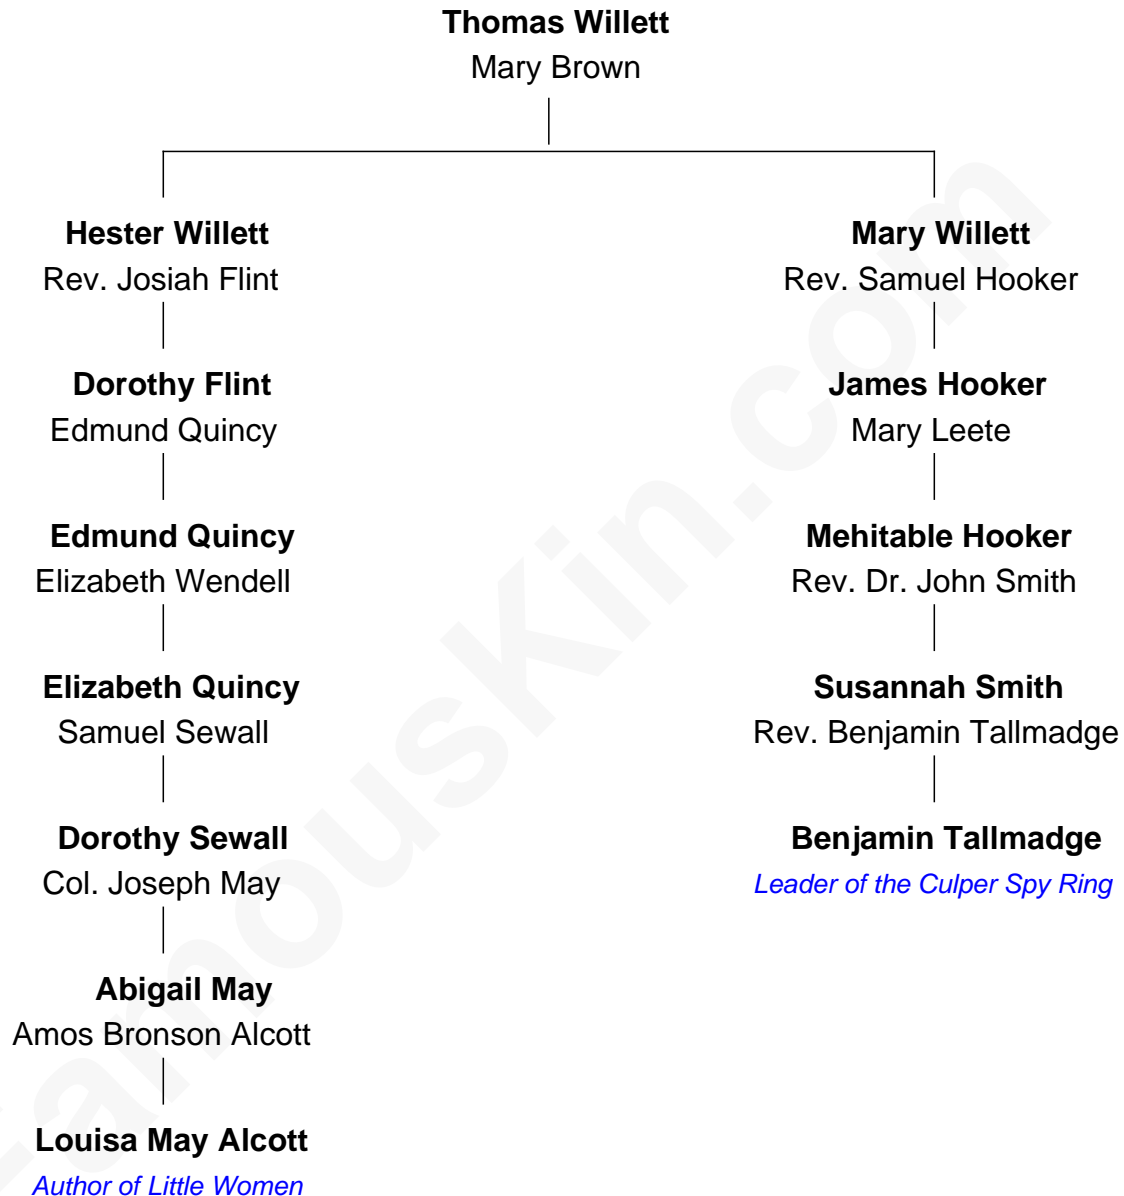 Thomas Willett
Mary Brown
Hester Willett
Rev. Josiah Flint
Mary Willett
Rev. Samuel Hooker
Dorothy Flint
Edmund Quincy
James Hooker
Mary Leete
Edmund Quincy
Elizabeth Wendell
Mehitable Hooker
Rev. Dr. John Smith
Elizabeth Quincy
Samuel Sewall
Susannah Smith
Rev. Benjamin Tallmadge
Dorothy Sewall
Col. Joseph May
Benjamin Tallmadge
Leader of the Culper Spy Ring
Abigail May
Amos Bronson Alcott
Louisa May Alcott
Author of Little Women
FamousKin.com